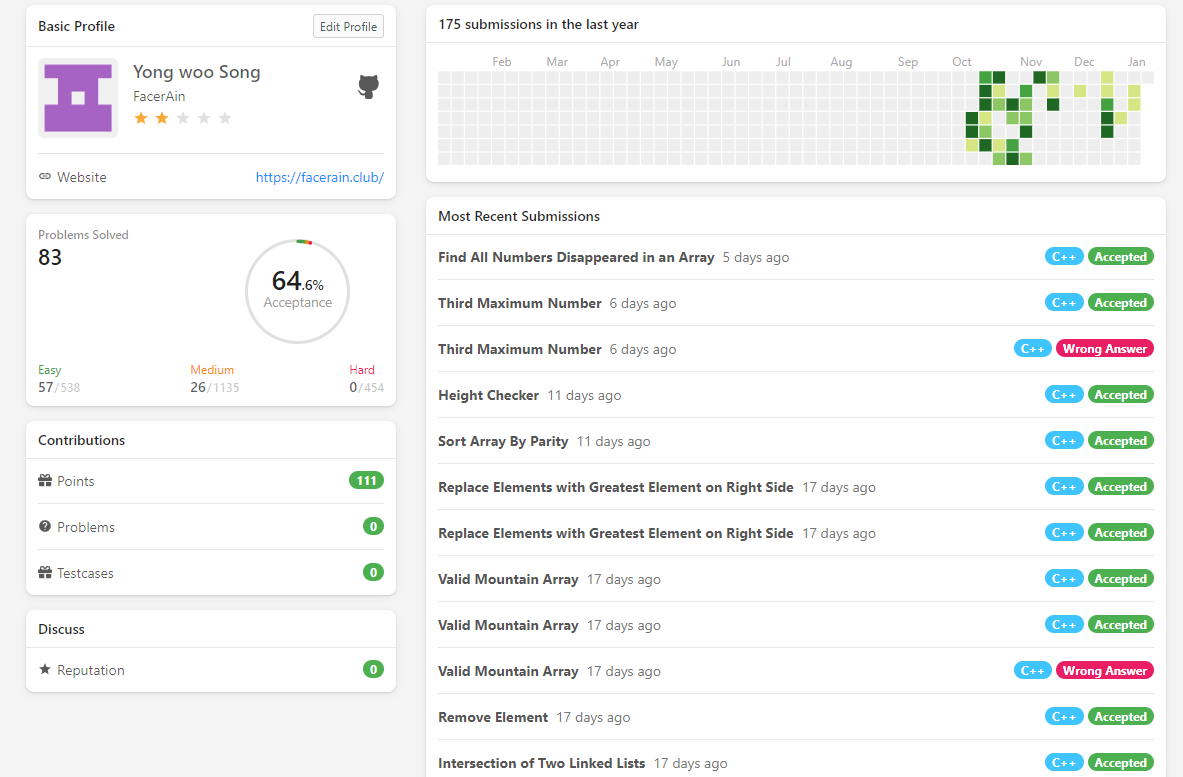 Basic Profile
Edit Profile
Yong woo Song
FacerAin
Website
https://facerain.club/
Problems Solved
83
64.6%
Acceptance
Easy
57/538
Medium
26/1135
Hard
0/454
Contributions
Points
111
Problems
0
Testcases
0
Discuss
Reputation
0
175 submissions in the last year
Feb Mar Apr May Jun Jul Aug Sep Oct Nov Dec Jan
Most Recent Submissions
Find All Numbers Disappeared in an Array 5 days ago C++ Accepted
Third Maximum Number 6 days ago C++ Accepted
Third Maximum Number 6 days ago C++ Wrong Answer
Height Checker 11 days ago C++ Accepted
Sort Array By Parity 11 days ago C++ Accepted
Replace Elements with Greatest Element on Right Side 17 days ago C++ Accepted
Replace Elements with Greatest Element on Right Side 17 days ago C++ Accepted
Valid Mountain Array 17 days ago C++ Accepted
Valid Mountain Array 17 days ago C++ Accepted
Valid Mountain Array 17 days ago C++ Wrong Answer
Remove Element 17 days ago C++ Accepted
Intersection of Two Linked Lists 17 days ago C++ Accepted